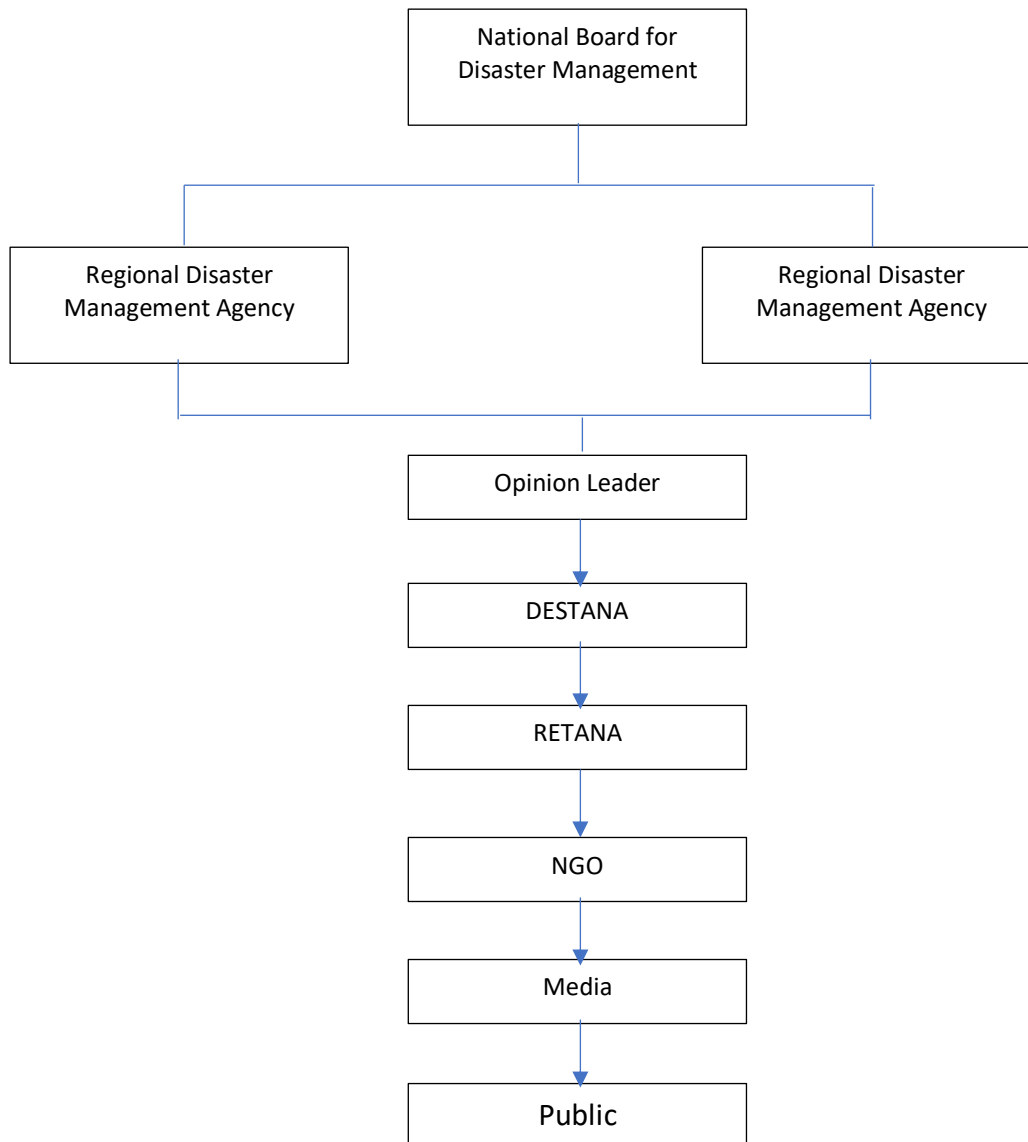 National Board for
Disaster Management
Regional Disaster
Management Agency
Regional Disaster
Management Agency
Opinion Leader
DESTANA
RETANA
NGO
Media
Public